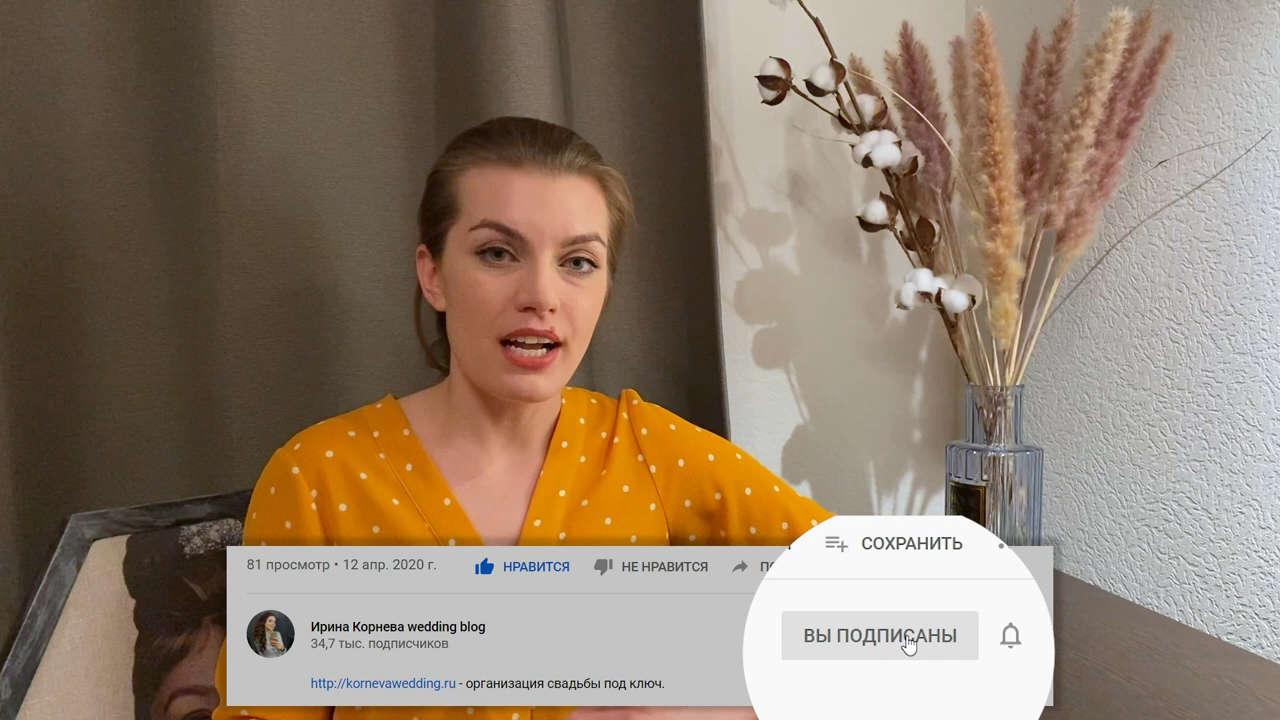 81 просмотр • 12 апр. 2020 г.
НРАВИТСЯ
НЕ НРАВИТСЯ
СОХРАНИТЬ
Ирина Корнева wedding blog
34,7 тыс. подписчиков
ВЫ ПОДПИСАНЫ
http://kornevawedding.ru - организация свадьбы под ключ.